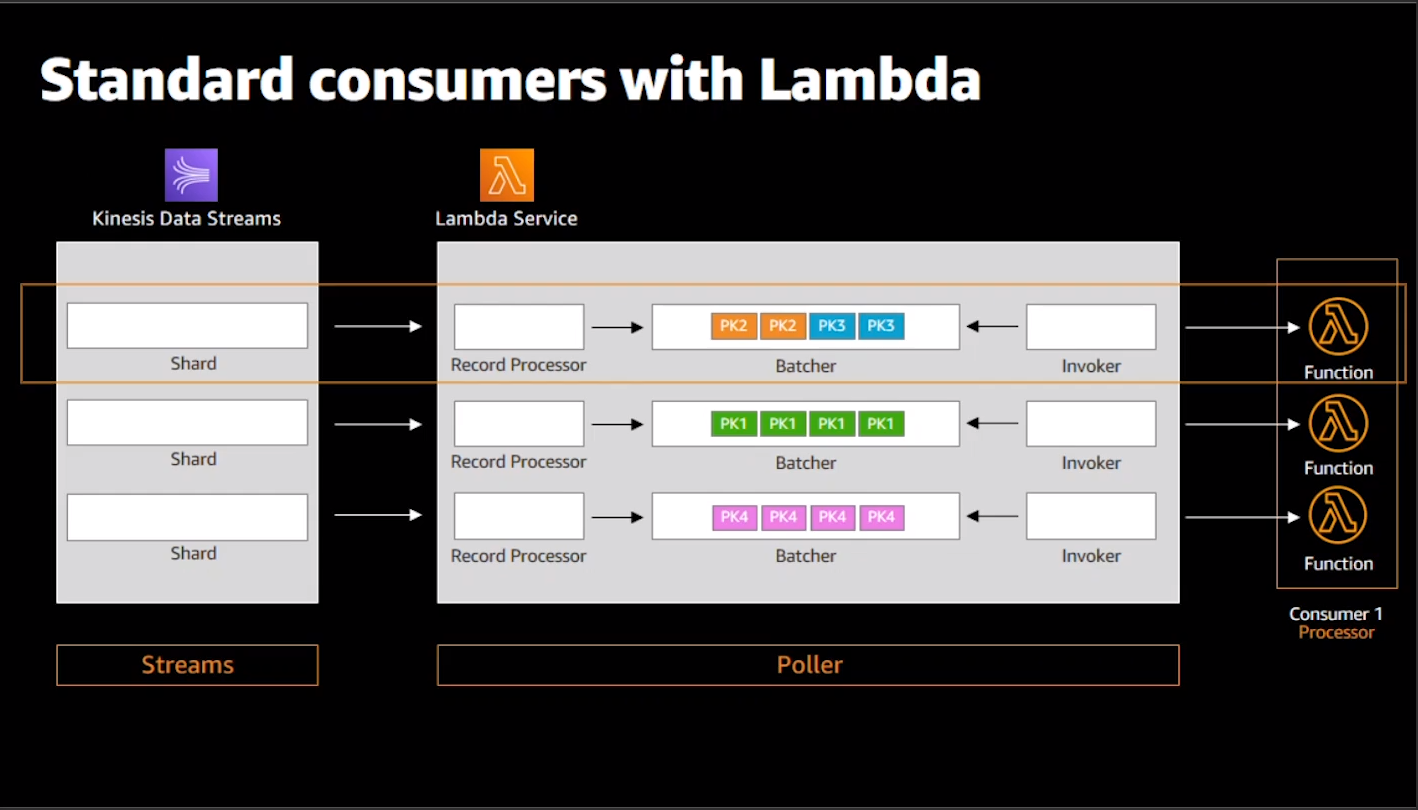 Standard consumers with Lambda
Kinesis Data Streams
Lambda Service
PK2 PK2 PK3 PK3
Shard
Record Processor
Batcher
Invoker
Function
PK1 PK1 PK1 PK1
Shard
Record Processor
Batcher
Invoker
Function
PK4 PK4 PK4 PK4
Shard
Record Processor
Batcher
Invoker
Function
Consumer 1
Processor
Streams
Poller